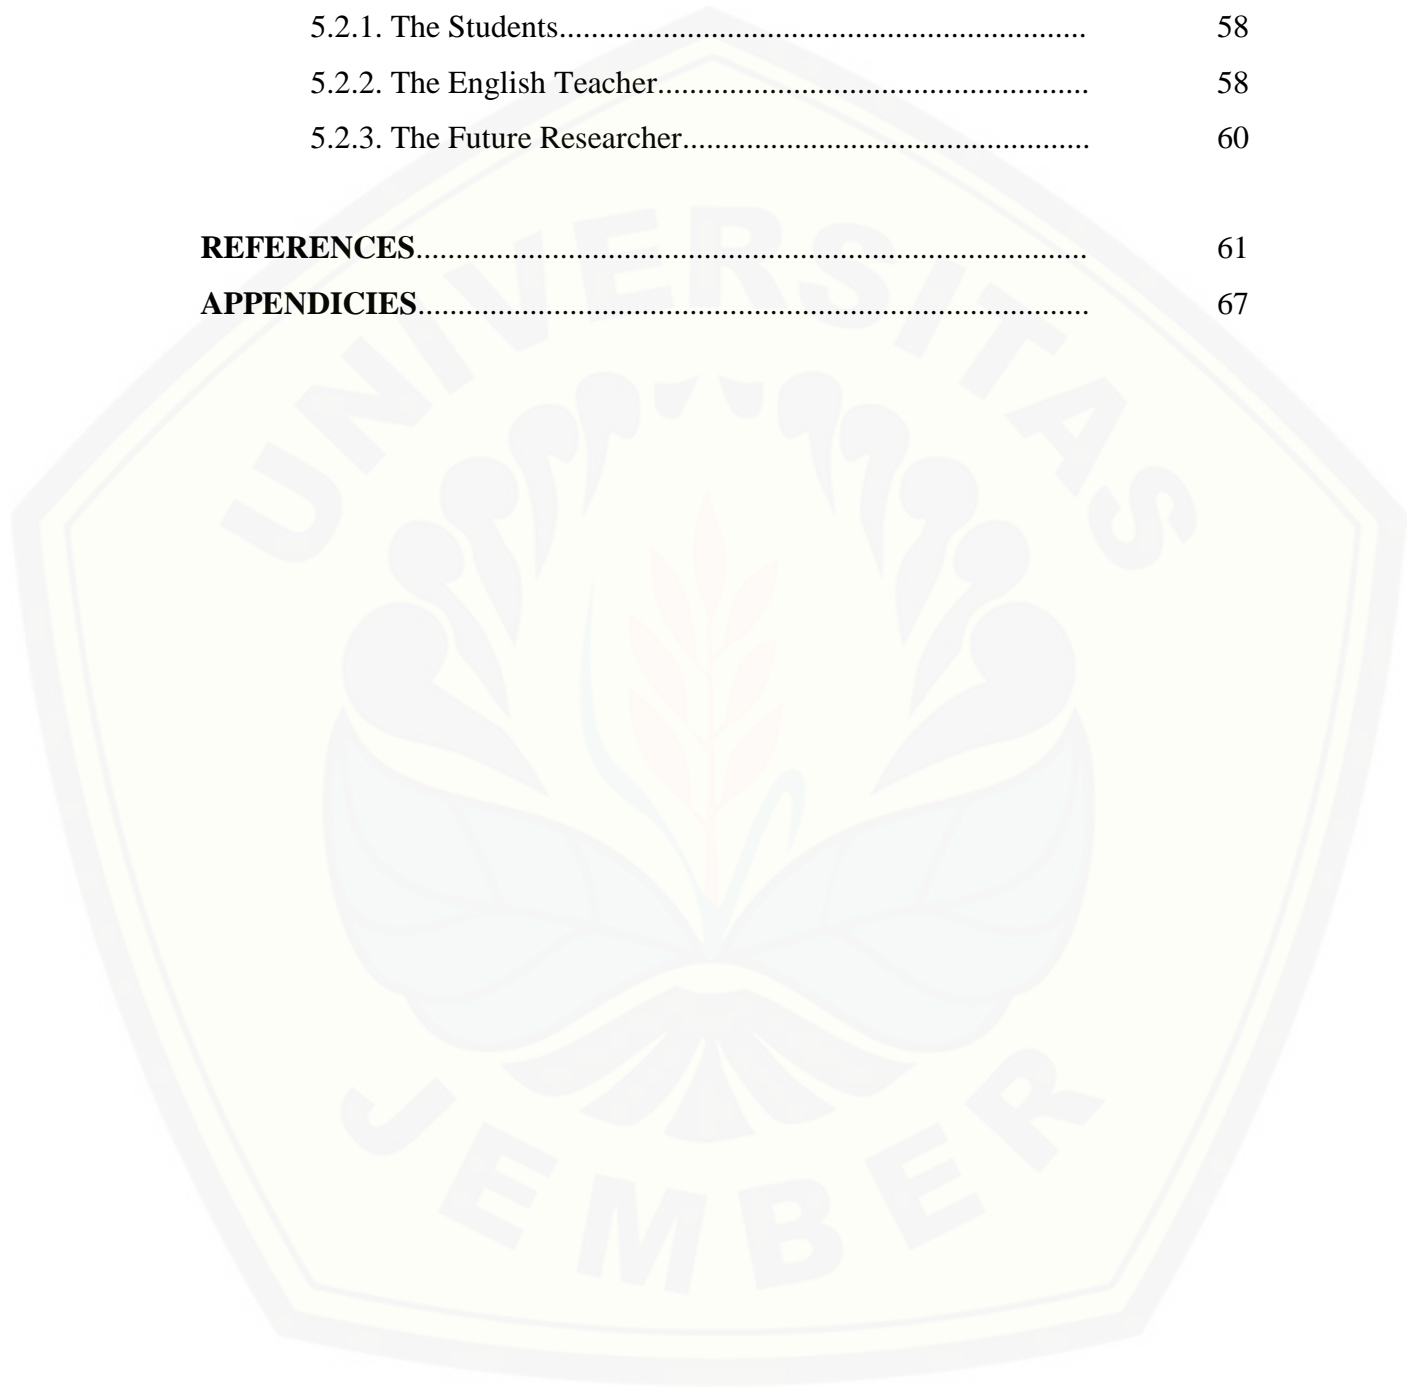 5.2.1. The Students................................................................. 58
5.2.2. The English Teacher..................................................... 58
5.2.3. The Future Researcher.................................................. 60
REFERENCES................................................................................... 61
APPENDICIES................................................................................... 67
UNIVERSITAS
JEMBER